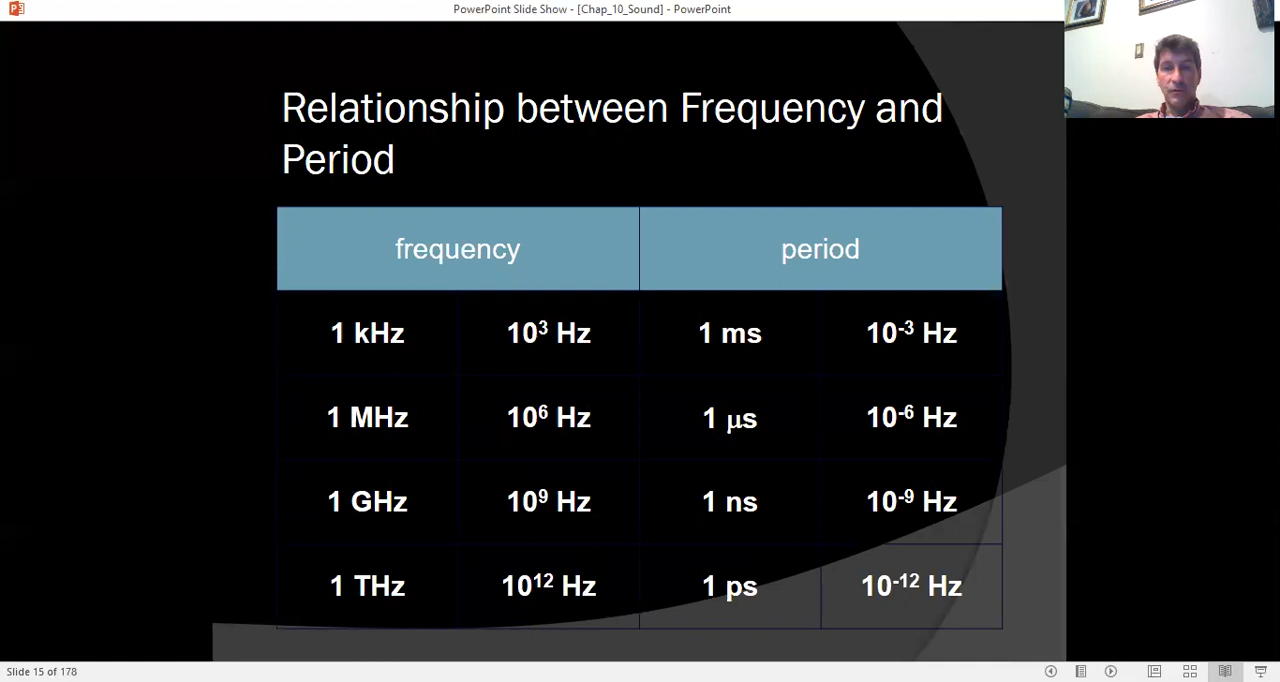 PowerPoint Slide Show - [Chap_10_Sound] - PowerPoint
Relationship between Frequency and
Period
frequency period
1 kHz 10³ Hz 1 ms 10⁻³ Hz
1 MHz 10⁶ Hz 1 μs 10⁻⁶ Hz
1 GHz 10⁹ Hz 1 ns 10⁻⁹ Hz
1 THz 10¹² Hz 1 ps 10⁻¹² Hz
Slide 15 of 178